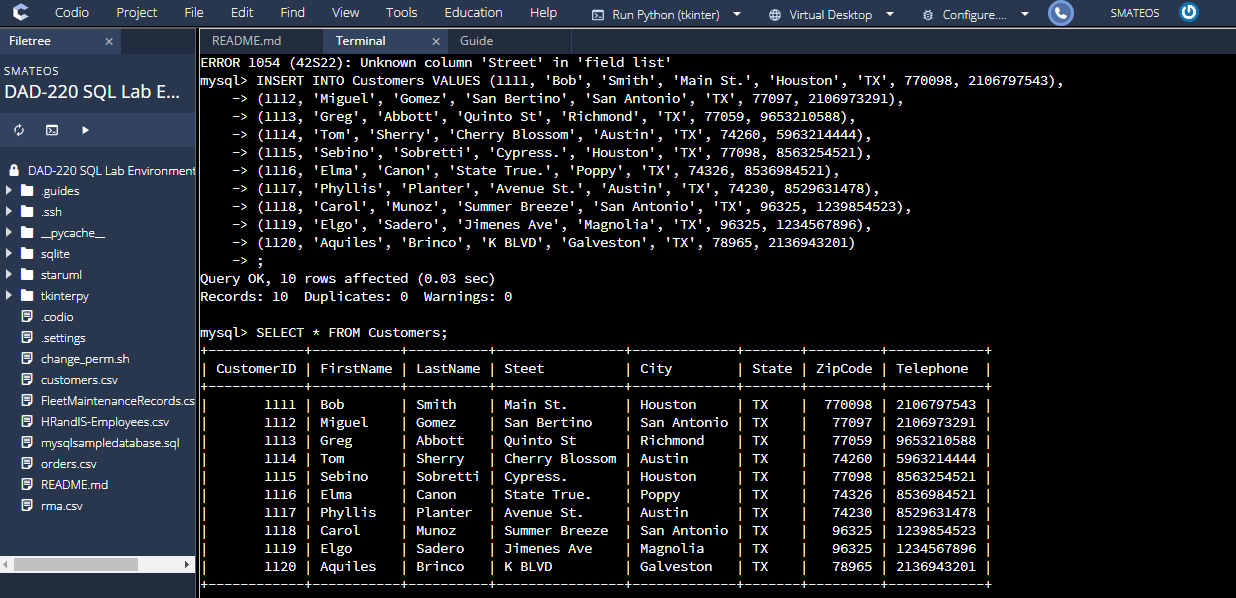 Codio Project File Edit Find View Tools Education Help Run Python (tkinter) Virtual Desktop Configure.... SMATEOS
Filetree × README.md Terminal × Guide
SMATEOS
DAD-220 SQL Lab E...
DAD-220 SQL Lab Environment
.guides
.ssh
__pycache__
sqlite
staruml
tkinterpy
.codio
.settings
change_perm.sh
customers.csv
FleetMaintenanceRecords.cs
HRandIS-Employees.csv
mysqlsampledatabase.sql
orders.csv
README.md
rma.csv
ERROR 1054 (42S22): Unknown column 'Street' in 'field list'
mysql> INSERT INTO Customers VALUES (1111, 'Bob', 'Smith', 'Main St.', 'Houston', 'TX', 770098, 2106797543),
    -> (1112, 'Miguel', 'Gomez', 'San Bertino', 'San Antonio', 'TX', 77097, 2106973291),
    -> (1113, 'Greg', 'Abbott', 'Quinto St', 'Richmond', 'TX', 77059, 9653210588),
    -> (1114, 'Tom', 'Sherry', 'Cherry Blossom', 'Austin', 'TX', 74260, 5963214444),
    -> (1115, 'Sebino', 'Sobretti', 'Cypress.', 'Houston', 'TX', 77098, 8563254521),
    -> (1116, 'Elma', 'Canon', 'State True.', 'Poppy', 'TX', 74326, 8536984521),
    -> (1117, 'Phyllis', 'Planter', 'Avenue St.', 'Austin', 'TX', 74230, 8529631478),
    -> (1118, 'Carol', 'Munoz', 'Summer Breeze', 'San Antonio', 'TX', 96325, 1239854523),
    -> (1119, 'Elgo', 'Sadero', 'Jimenes Ave', 'Magnolia', 'TX', 96325, 1234567896),
    -> (1120, 'Aquiles', 'Brinco', 'K BLVD', 'Galveston', 'TX', 78965, 2136943201)
    -> ;
Query OK, 10 rows affected (0.03 sec)
Records: 10  Duplicates: 0  Warnings: 0
mysql> SELECT * FROM Customers;
+------------+-----------+----------+----------------+-------------+-------+---------+------------+
| CustomerID | FirstName | LastName | Steet          | City        | State | ZipCode | Telephone  |
+------------+-----------+----------+----------------+-------------+-------+---------+------------+
|       1111 | Bob       | Smith    | Main St.       | Houston     | TX    |  770098 | 2106797543 |
|       1112 | Miguel    | Gomez    | San Bertino    | San Antonio | TX    |   77097 | 2106973291 |
|       1113 | Greg      | Abbott   | Quinto St      | Richmond    | TX    |   77059 | 9653210588 |
|       1114 | Tom       | Sherry   | Cherry Blossom | Austin      | TX    |   74260 | 5963214444 |
|       1115 | Sebino    | Sobretti | Cypress.       | Houston     | TX    |   77098 | 8563254521 |
|       1116 | Elma      | Canon    | State True.    | Poppy       | TX    |   74326 | 8536984521 |
|       1117 | Phyllis   | Planter  | Avenue St.     | Austin      | TX    |   74230 | 8529631478 |
|       1118 | Carol     | Munoz    | Summer Breeze  | San Antonio | TX    |   96325 | 1239854523 |
|       1119 | Elgo      | Sadero   | Jimenes Ave    | Magnolia    | TX    |   96325 | 1234567896 |
|       1120 | Aquiles   | Brinco   | K BLVD         | Galveston   | TX    |   78965 | 2136943201 |
+------------+-----------+----------+----------------+-------------+-------+---------+------------+